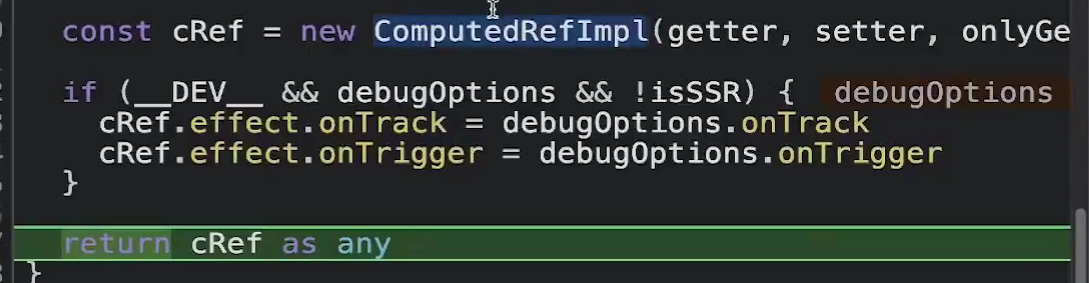 const cRef = new ComputedRefImpl(getter, setter, onlyGe
if (__DEV__ && debugOptions && !isSSR) { debugOptions
cRef.effect.onTrack = debugOptions.onTrack
cRef.effect.onTrigger = debugOptions.onTrigger
}
return cRef as any
}